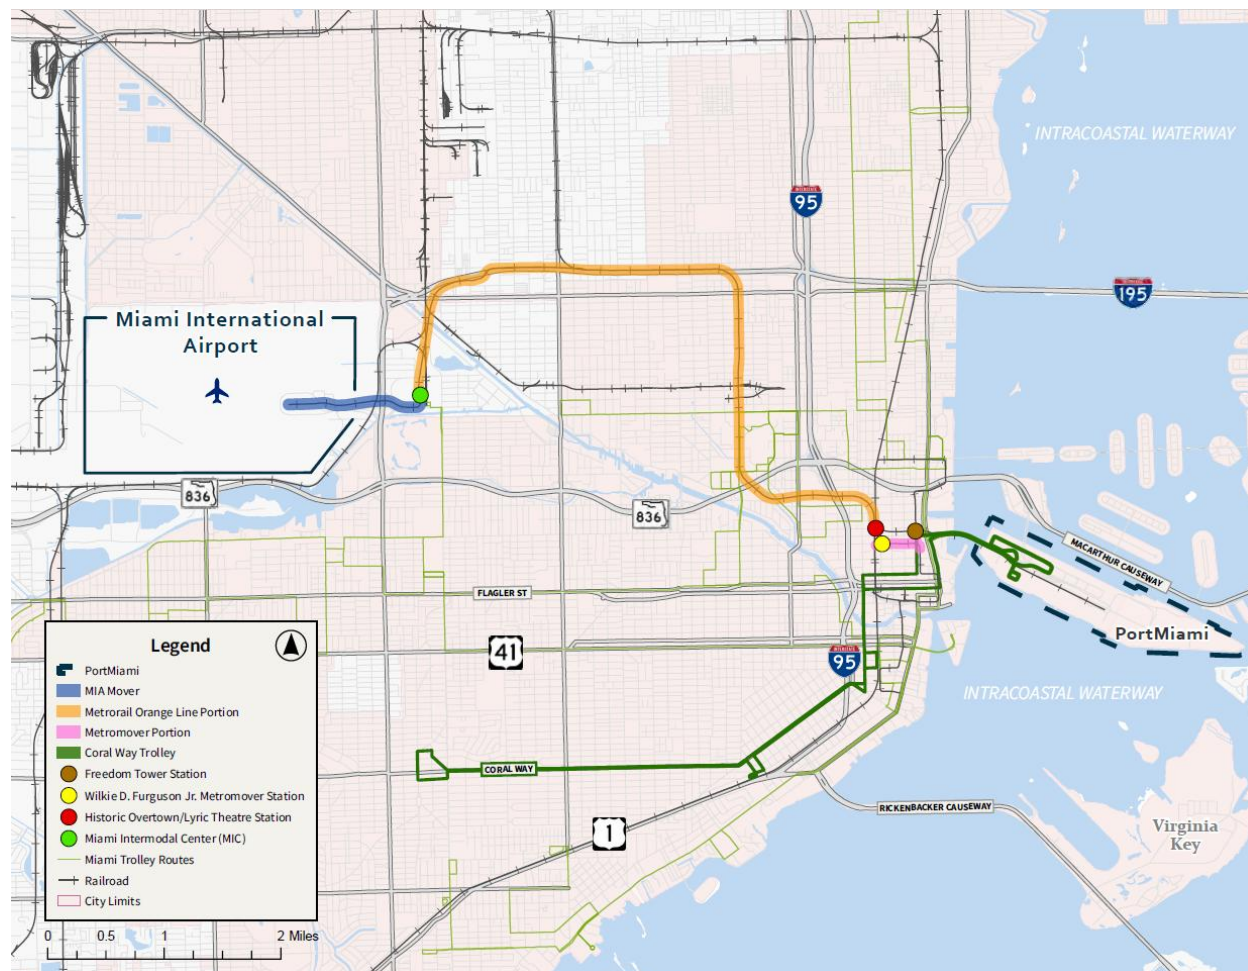 INTRACOASTAL WATERWAY
INTERSTATE
95
INTERSTATE
195
Miami International
Airport
836
836
MACARTHUR CAUSEWAY
FLAGLER ST
PortMiami
41
INTERSTATE
95
INTRACOASTAL WATERWAY
CORAL WAY
RICKENBACKER CAUSEWAY
1
Virginia
Key
Legend
PortMiami
MIA Mover
Metrorail Orange Line Portion
Metromover Portion
Coral Way Trolley
Freedom Tower Station
Wilkie D. Furguson Jr. Metromover Station
Historic Overtown/Lyric Theatre Station
Miami Intermodal Center (MIC)
Miami Trolley Routes
Railroad
City Limits
0 0.5 1 2 Miles